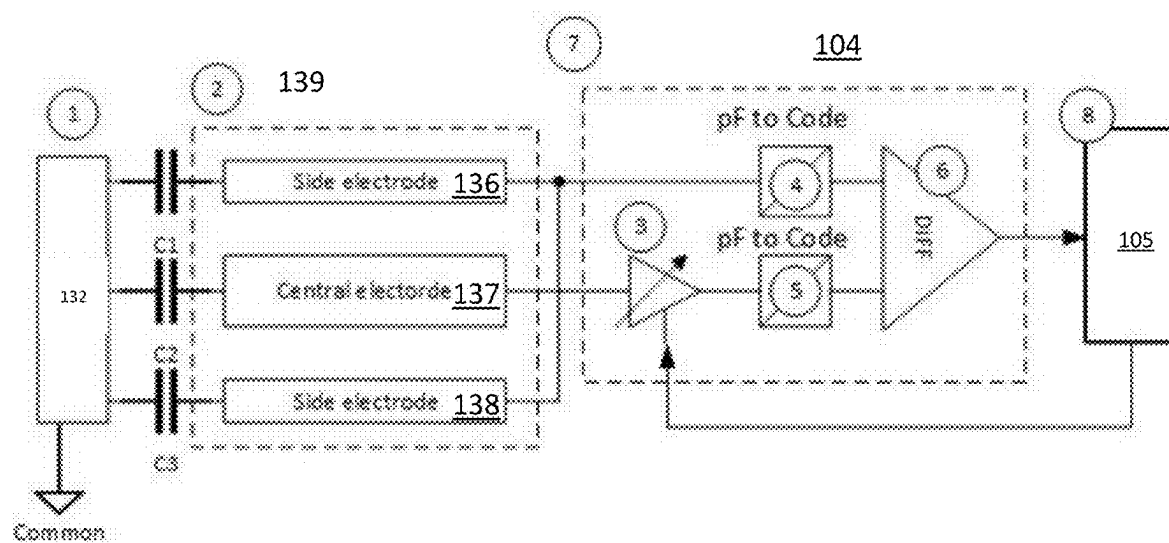 7
104
2
139
8
1
pF to Code
Side electrode 136
4
6
3
pF to Code
DIFF
105
C1
132
Central electorde 137
5
C2
Side electrode 138
C3
Common